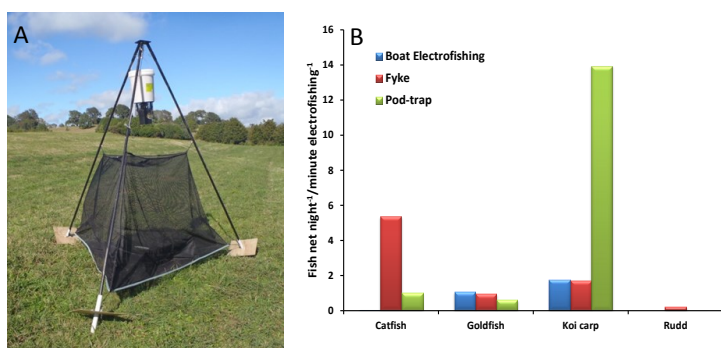 A
B
Fish net night⁻¹/minute electrofishing⁻¹
16
14
12
10
8
6
4
2
0
Boat Electrofishing
Fyke
Pod-trap
Catfish Goldfish Koi carp Rudd